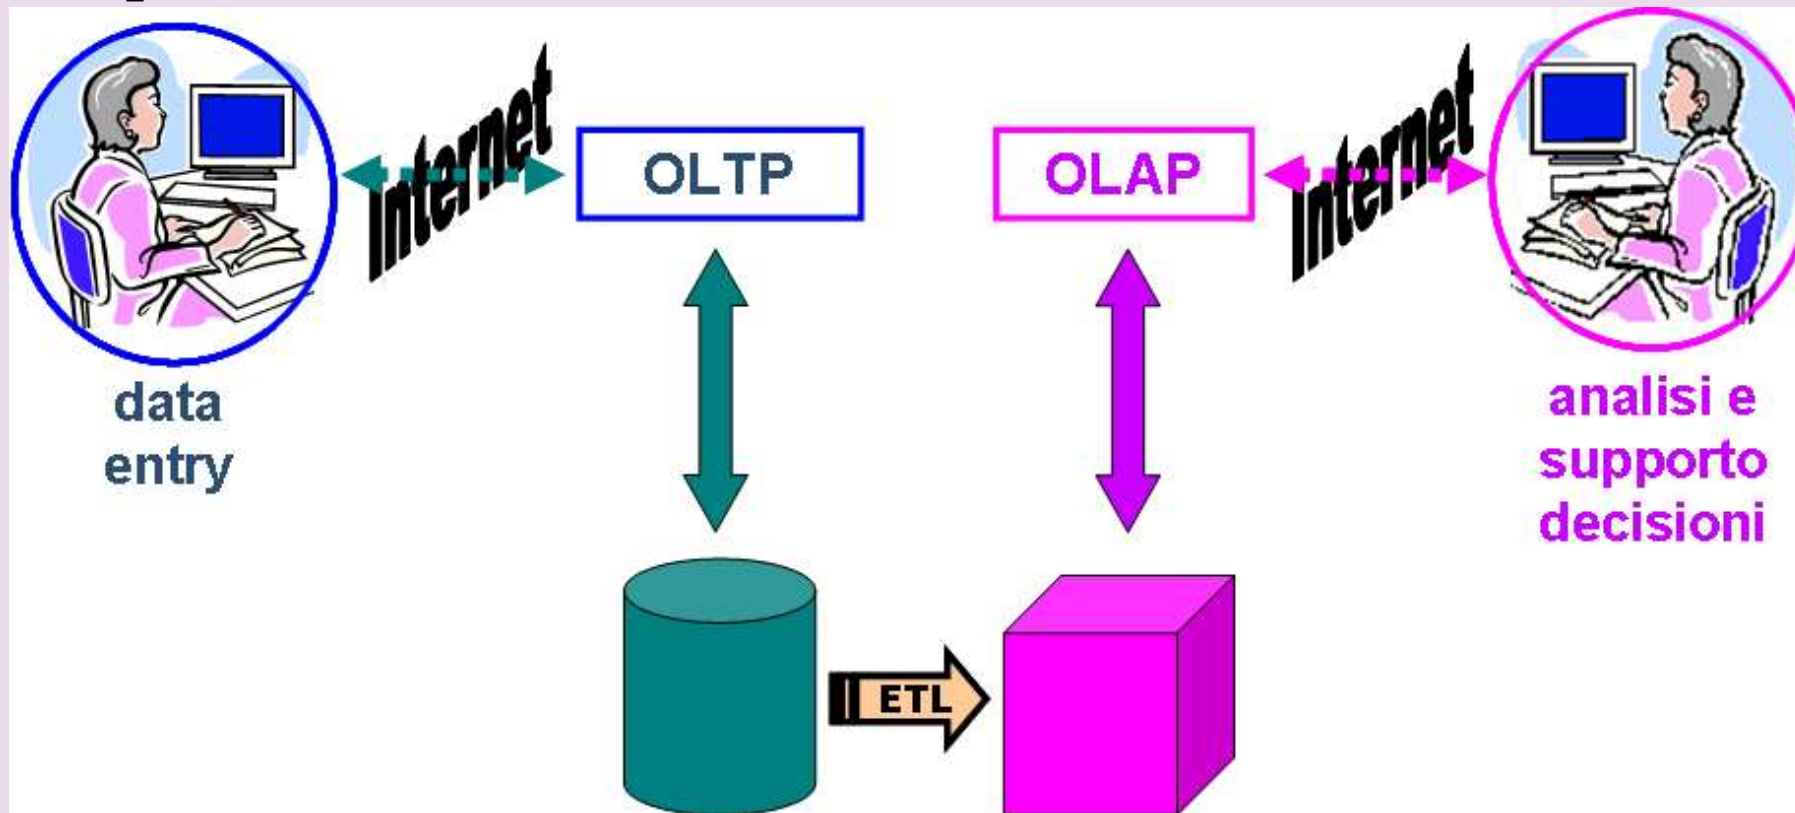 Internet
OLTP
OLAP
Internet
data
entry
analisi e
supporto
decisioni
ETL